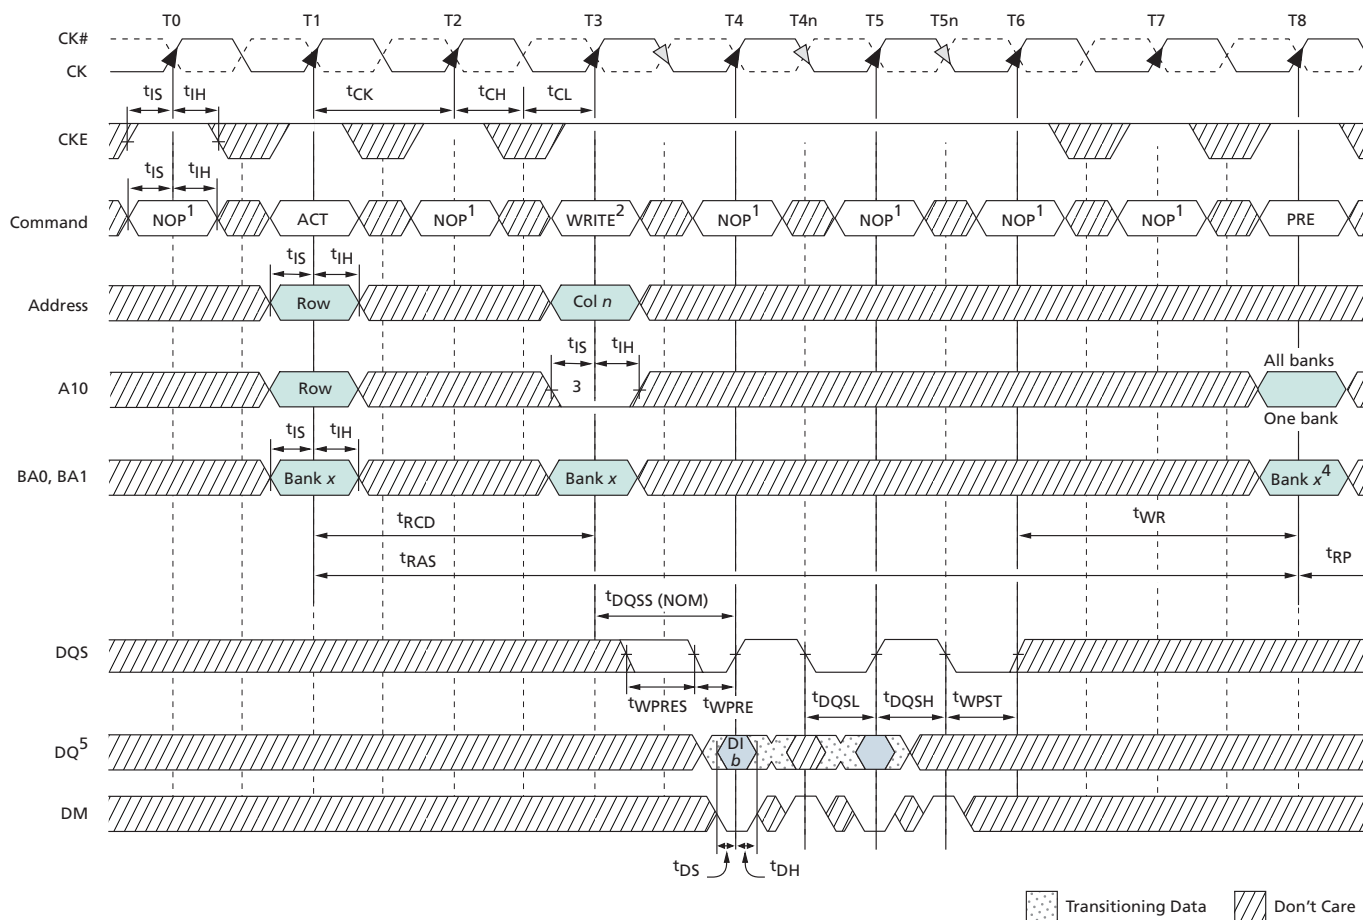 T0 T1 T2 T3 T4 T4n T5 T5n T6 T7 T8
CK#
CK
tIS tIH tCK tCH tCL
CKE
tIS tIH
Command NOP1 ACT NOP1 WRITE2 NOP1 NOP1 NOP1 NOP1 PRE
tIS tIH
Address Row Col n
tIS tIH
All banks
A10 Row 3
One bank
tIS tIH
BA0, BA1 Bank x Bank x Bank x4
tRCD tWR
tRAS tRP
tDQSS (NOM)
DQS
tWPRES tWPRE tDQSL tDQSH tWPST
DQ5 DI
b
DM
tDS tDH
Transitioning Data Don't Care